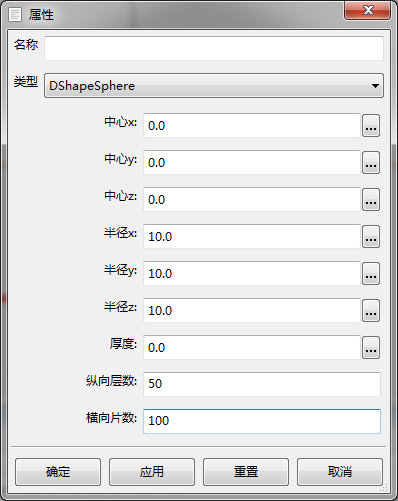 属性
名称
类型 DShapeSphere
中心x: 0.0 ...
中心y: 0.0 ...
中心z: 0.0 ...
半径x: 10.0 ...
半径y: 10.0 ...
半径z: 10.0 ...
厚度: 0.0 ...
纵向层数: 50
横向片数: 100
确定 应用 重置 取消